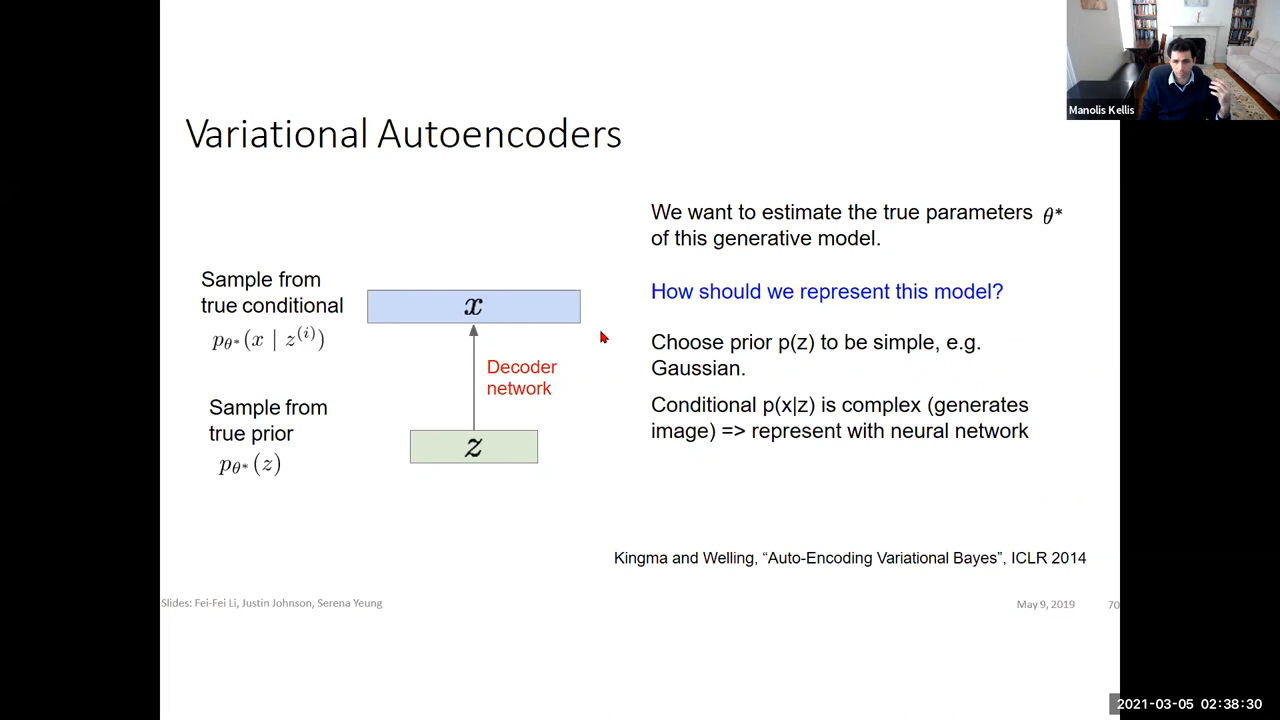 Manolis Kellis
Variational Autoencoders
Sample from
true conditional
pθ*(x | z(i))
Sample from
true prior
pθ*(z)
x
Decoder
network
z
We want to estimate the true parameters θ*
of this generative model.
How should we represent this model?
Choose prior p(z) to be simple, e.g.
Gaussian.
Conditional p(x|z) is complex (generates
image) => represent with neural network
Kingma and Welling, “Auto-Encoding Variational Bayes”, ICLR 2014
Slides: Fei-Fei Li, Justin Johnson, Serena Yeung
May 9, 2019
70
2021-03-05 02:38:30